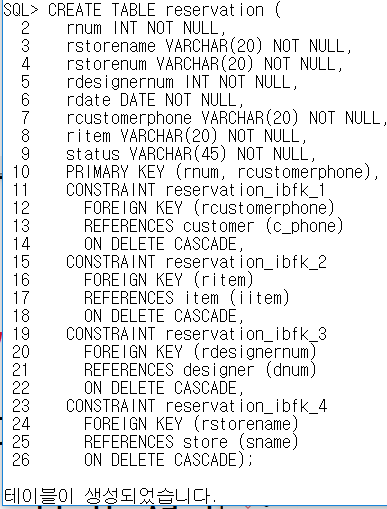 SQL> CREATE TABLE reservation (
2 rnum INT NOT NULL,
3 rstorename VARCHAR(20) NOT NULL,
4 rstorenum VARCHAR(20) NOT NULL,
5 rdesignernum INT NOT NULL,
6 rdate DATE NOT NULL,
7 rcustomerphone VARCHAR(20) NOT NULL,
8 ritem VARCHAR(20) NOT NULL,
9 status VARCHAR(45) NOT NULL,
10 PRIMARY KEY (rnum, rcustomerphone),
11 CONSTRAINT reservation_ibfk_1
12 FOREIGN KEY (rcustomerphone)
13 REFERENCES customer (c_phone)
14 ON DELETE CASCADE,
15 CONSTRAINT reservation_ibfk_2
16 FOREIGN KEY (ritem)
17 REFERENCES item (iitem)
18 ON DELETE CASCADE,
19 CONSTRAINT reservation_ibfk_3
20 FOREIGN KEY (rdesignernum)
21 REFERENCES designer (dnum)
22 ON DELETE CASCADE,
23 CONSTRAINT reservation_ibfk_4
24 FOREIGN KEY (rstorename)
25 REFERENCES store (sname)
26 ON DELETE CASCADE);
테이블이 생성되었습니다.